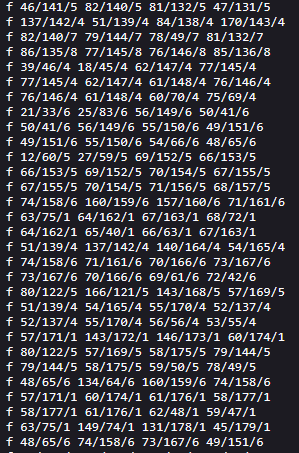 f 46/141/5 82/140/5 81/132/5 47/131/5
f 137/142/4 51/139/4 84/138/4 170/143/4
f 82/140/7 79/144/7 78/49/7 81/132/7
f 86/135/8 77/145/8 76/146/8 85/136/8
f 39/46/4 18/45/4 62/147/4 77/145/4
f 77/145/4 62/147/4 61/148/4 76/146/4
f 76/146/4 61/148/4 60/70/4 75/69/4
f 21/33/6 25/83/6 56/149/6 50/41/6
f 50/41/6 56/149/6 55/150/6 49/151/6
f 49/151/6 55/150/6 54/66/6 48/65/6
f 12/60/5 27/59/5 69/152/5 66/153/5
f 66/153/5 69/152/5 70/154/5 67/155/5
f 67/155/5 70/154/5 71/156/5 68/157/5
f 74/158/6 160/159/6 157/160/6 71/161/6
f 63/75/1 64/162/1 67/163/1 68/72/1
f 64/162/1 65/40/1 66/63/1 67/163/1
f 51/139/4 137/142/4 140/164/4 54/165/4
f 74/158/6 71/161/6 70/166/6 73/167/6
f 73/167/6 70/166/6 69/61/6 72/42/6
f 80/122/5 166/121/5 143/168/5 57/169/5
f 51/139/4 54/165/4 55/170/4 52/137/4
f 52/137/4 55/170/4 56/56/4 53/55/4
f 57/171/1 143/172/1 146/173/1 60/174/1
f 80/122/5 57/169/5 58/175/5 79/144/5
f 79/144/5 58/175/5 59/50/5 78/49/5
f 48/65/6 134/64/6 160/159/6 74/158/6
f 57/171/1 60/174/1 61/176/1 58/177/1
f 58/177/1 61/176/1 62/48/1 59/47/1
f 63/75/1 149/74/1 131/178/1 45/179/1
f 48/65/6 74/158/6 73/167/6 49/151/6